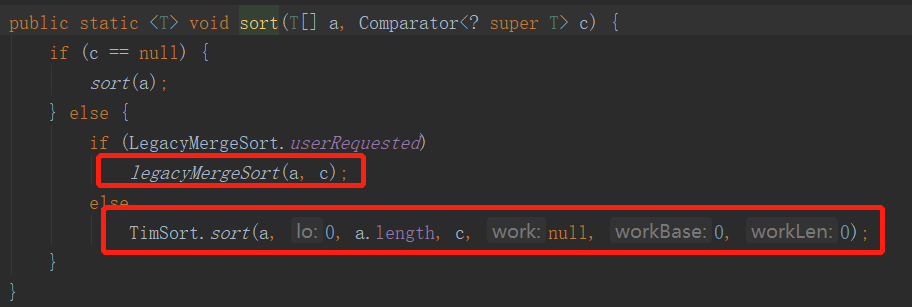 public static <T> void sort(T[] a, Comparator<? super T> c) {
    if (c == null) {
        sort(a);
    } else {
        if (LegacyMergeSort.userRequested)
            legacyMergeSort(a, c);
        else
            TimSort.sort(a, lo: 0, a.length, c, work: null, workBase: 0, workLen: 0);
    }
}